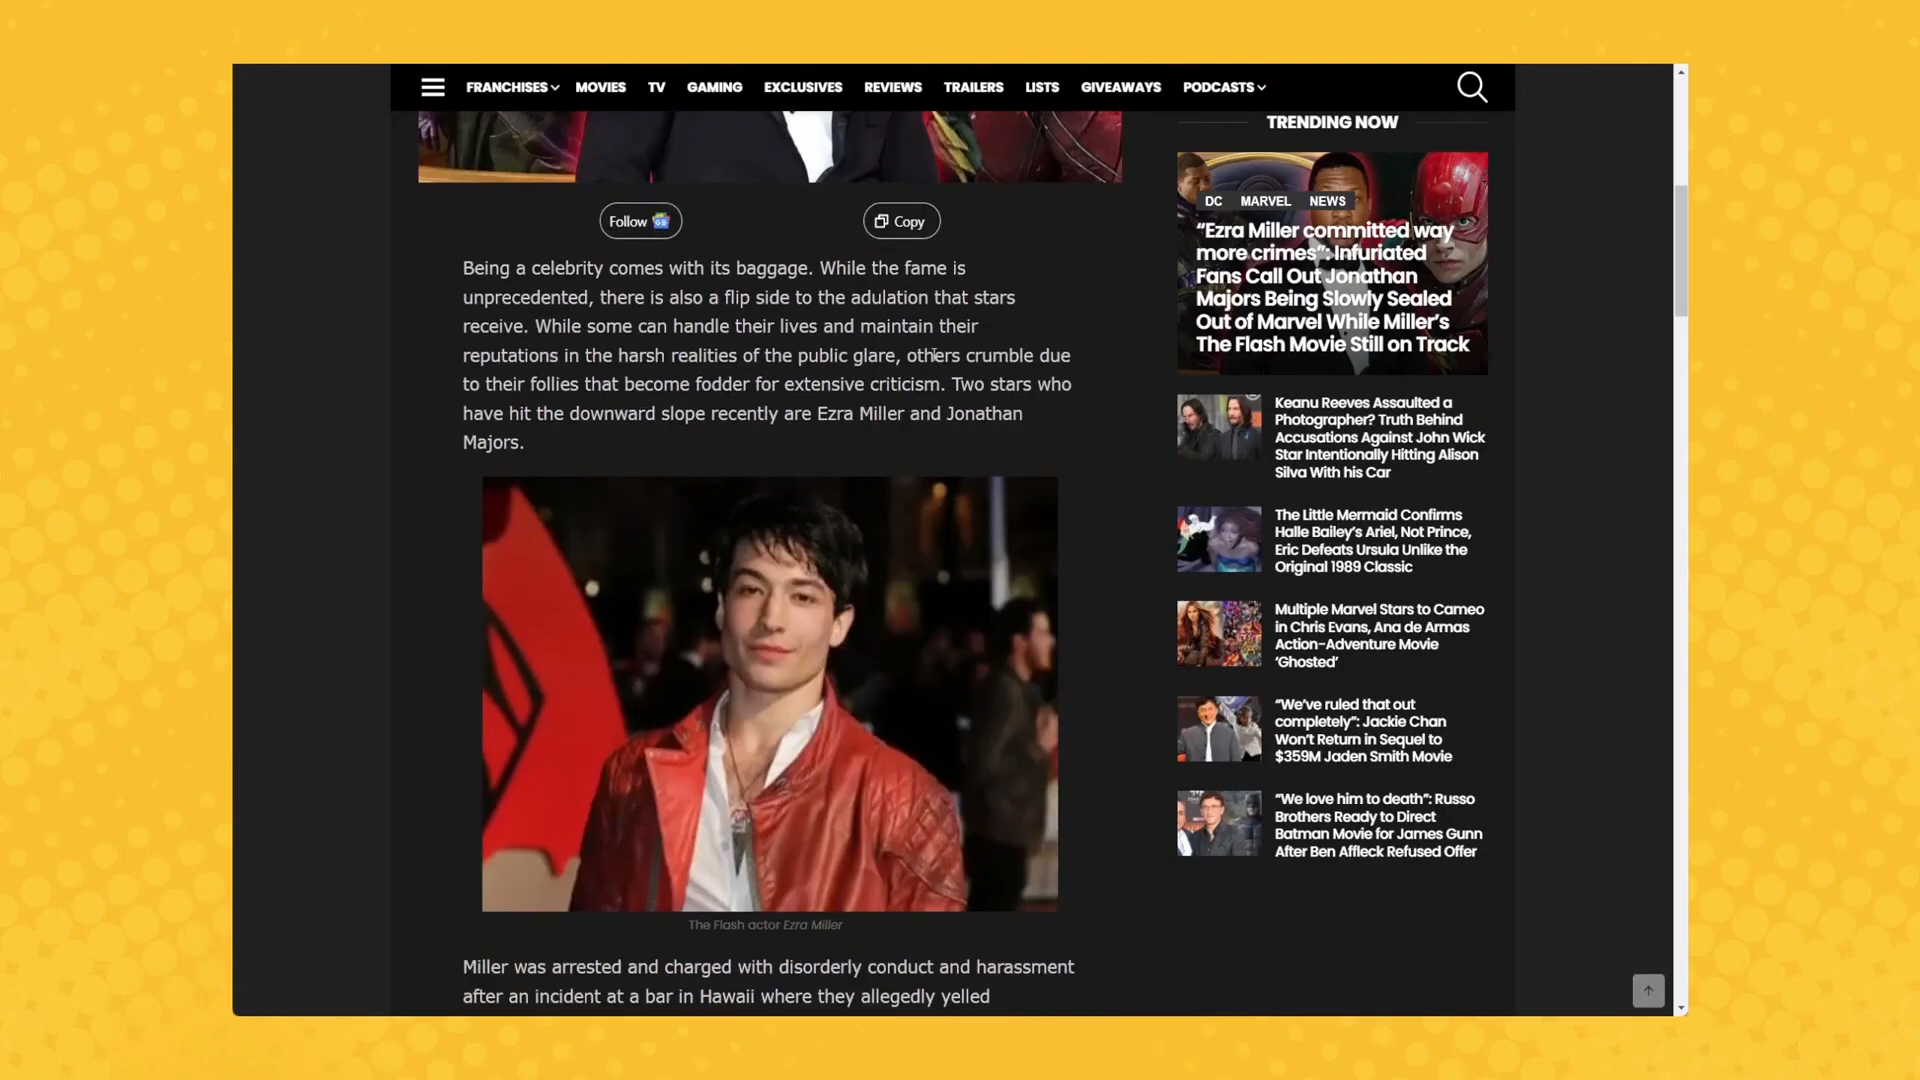 FRANCHISES MOVIES TV GAMING EXCLUSIVES REVIEWS TRAILERS LISTS GIVEAWAYS PODCASTS
Follow
Copy
Being a celebrity comes with its baggage. While the fame is
unprecedented, there is also a flip side to the adulation that stars
receive. While some can handle their lives and maintain their
reputations in the harsh realities of the public glare, others crumble due
to their follies that become fodder for extensive criticism. Two stars who
have hit the downward slope recently are Ezra Miller and Jonathan
Majors.
The Flash actor Ezra Miller
Miller was arrested and charged with disorderly conduct and harassment
after an incident at a bar in Hawaii where they allegedly yelled
TRENDING NOW
DC MARVEL NEWS
“Ezra Miller committed way
more crimes”: Infuriated
Fans Call Out Jonathan
Majors Being Slowly Sealed
Out of Marvel While Miller’s
The Flash Movie Still on Track
Keanu Reeves Assaulted a
Photographer? Truth Behind
Accusations Against John Wick
Star Intentionally Hitting Alison
Silva With his Car
The Little Mermaid Confirms
Halle Bailey’s Ariel, Not Prince,
Eric Defeats Ursula Unlike the
Original 1989 Classic
Multiple Marvel Stars to Cameo
in Chris Evans, Ana de Armas
Action-Adventure Movie
‘Ghosted’
“We’ve ruled that out
completely”: Jackie Chan
Won’t Return in Sequel to
$359M Jaden Smith Movie
“We love him to death”: Russo
Brothers Ready to Direct
Batman Movie for James Gunn
After Ben Affleck Refused Offer